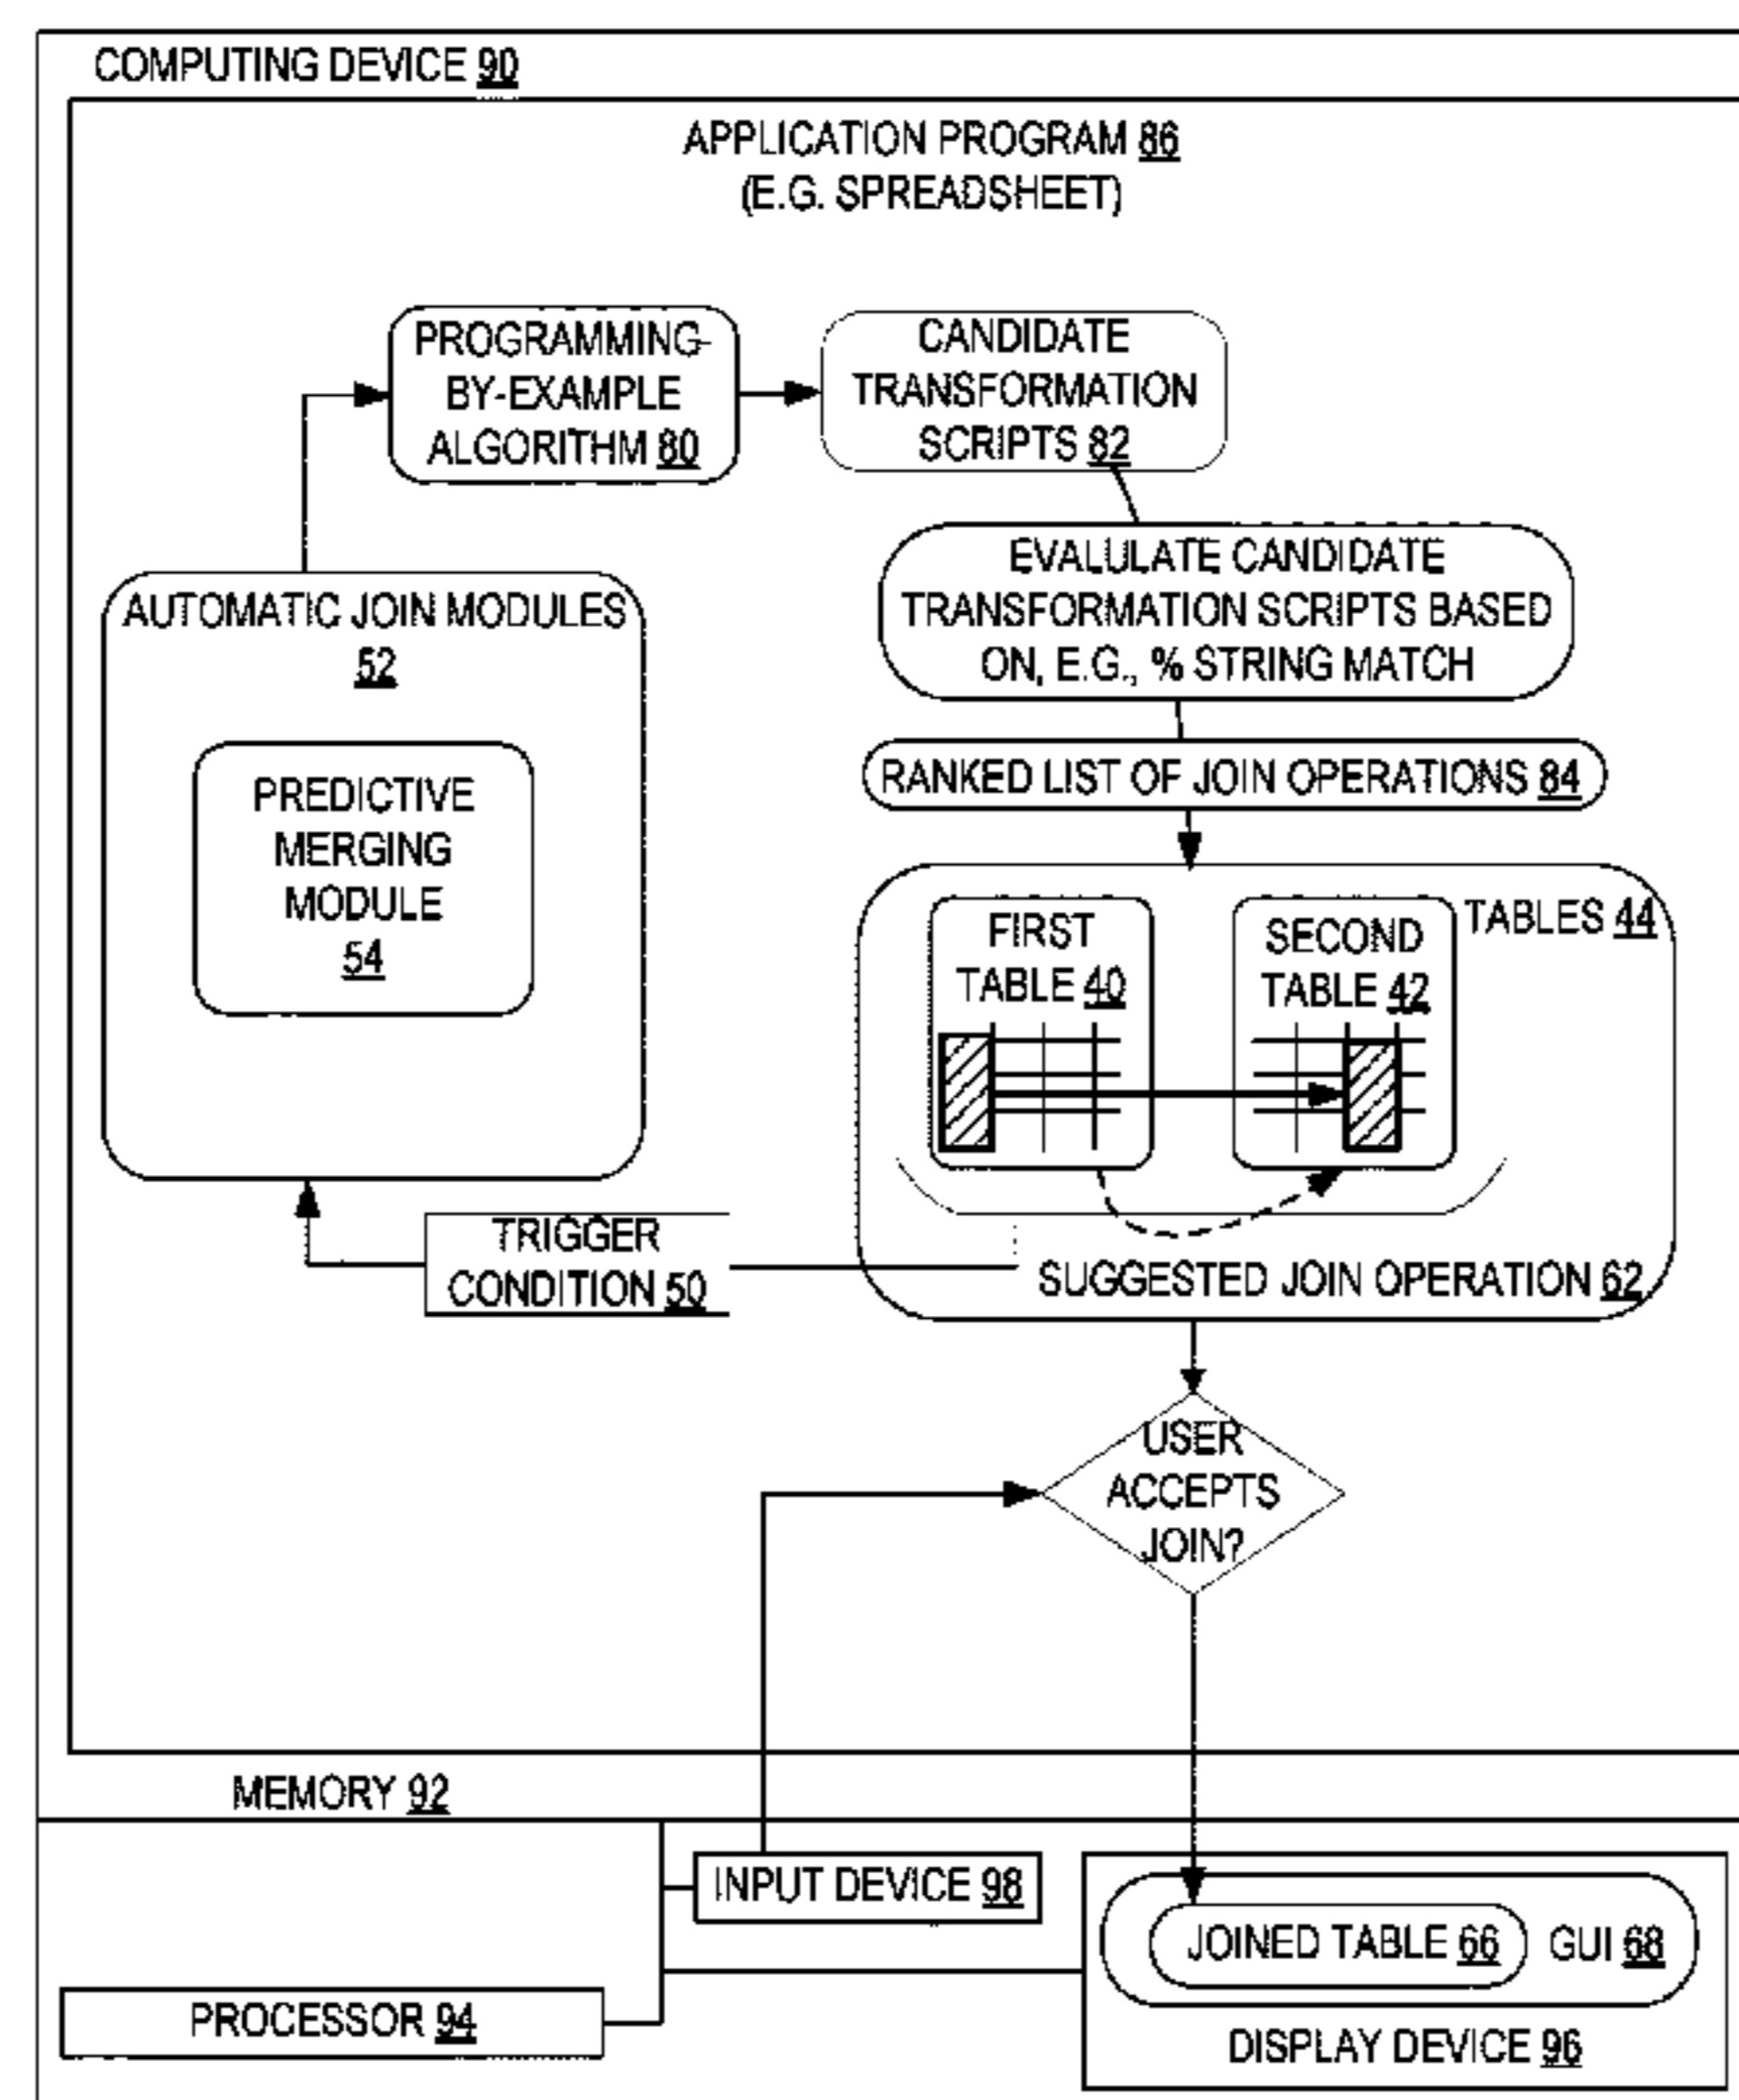 COMPUTING DEVICE 90
APPLICATION PROGRAM 86
(E.G. SPREADSHEET)
PROGRAMMING-
BY-EXAMPLE
ALGORITHM 80
CANDIDATE
TRANSFORMATION
SCRIPTS 82
EVALULATE CANDIDATE
TRANSFORMATION SCRIPTS BASED
ON, E.G., % STRING MATCH
AUTOMATIC JOIN MODULES
52
PREDICTIVE
MERGING
MODULE
54
RANKED LIST OF JOIN OPERATIONS 84
TABLES 44
FIRST
TABLE 40
SECOND
TABLE 42
TRIGGER
CONDITION 50
SUGGESTED JOIN OPERATION 62
USER
ACCEPTS
JOIN?
MEMORY 92
INPUT DEVICE 98
JOINED TABLE 66
GUI 68
PROCESSOR 94
DISPLAY DEVICE 96